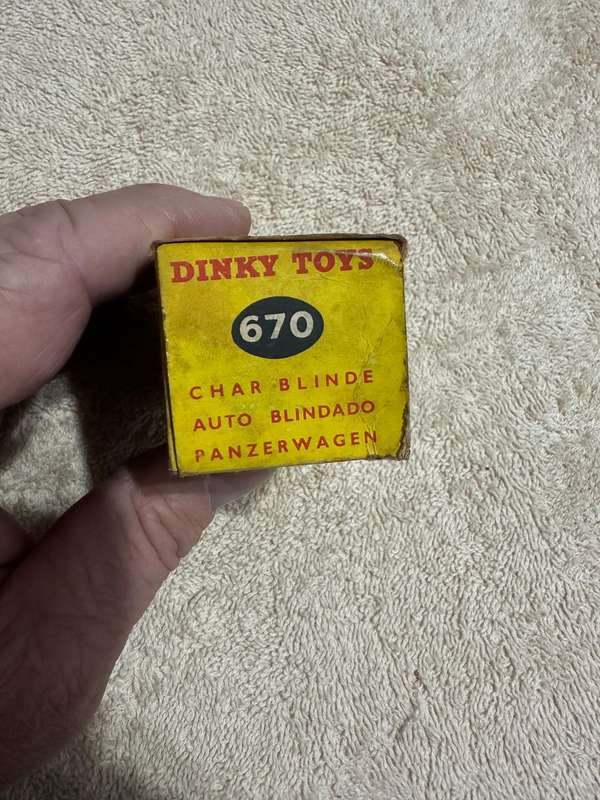 DINKY TOYS
670
CHAR BLINDE
AUTO BLINDADO
PANZERWAGEN